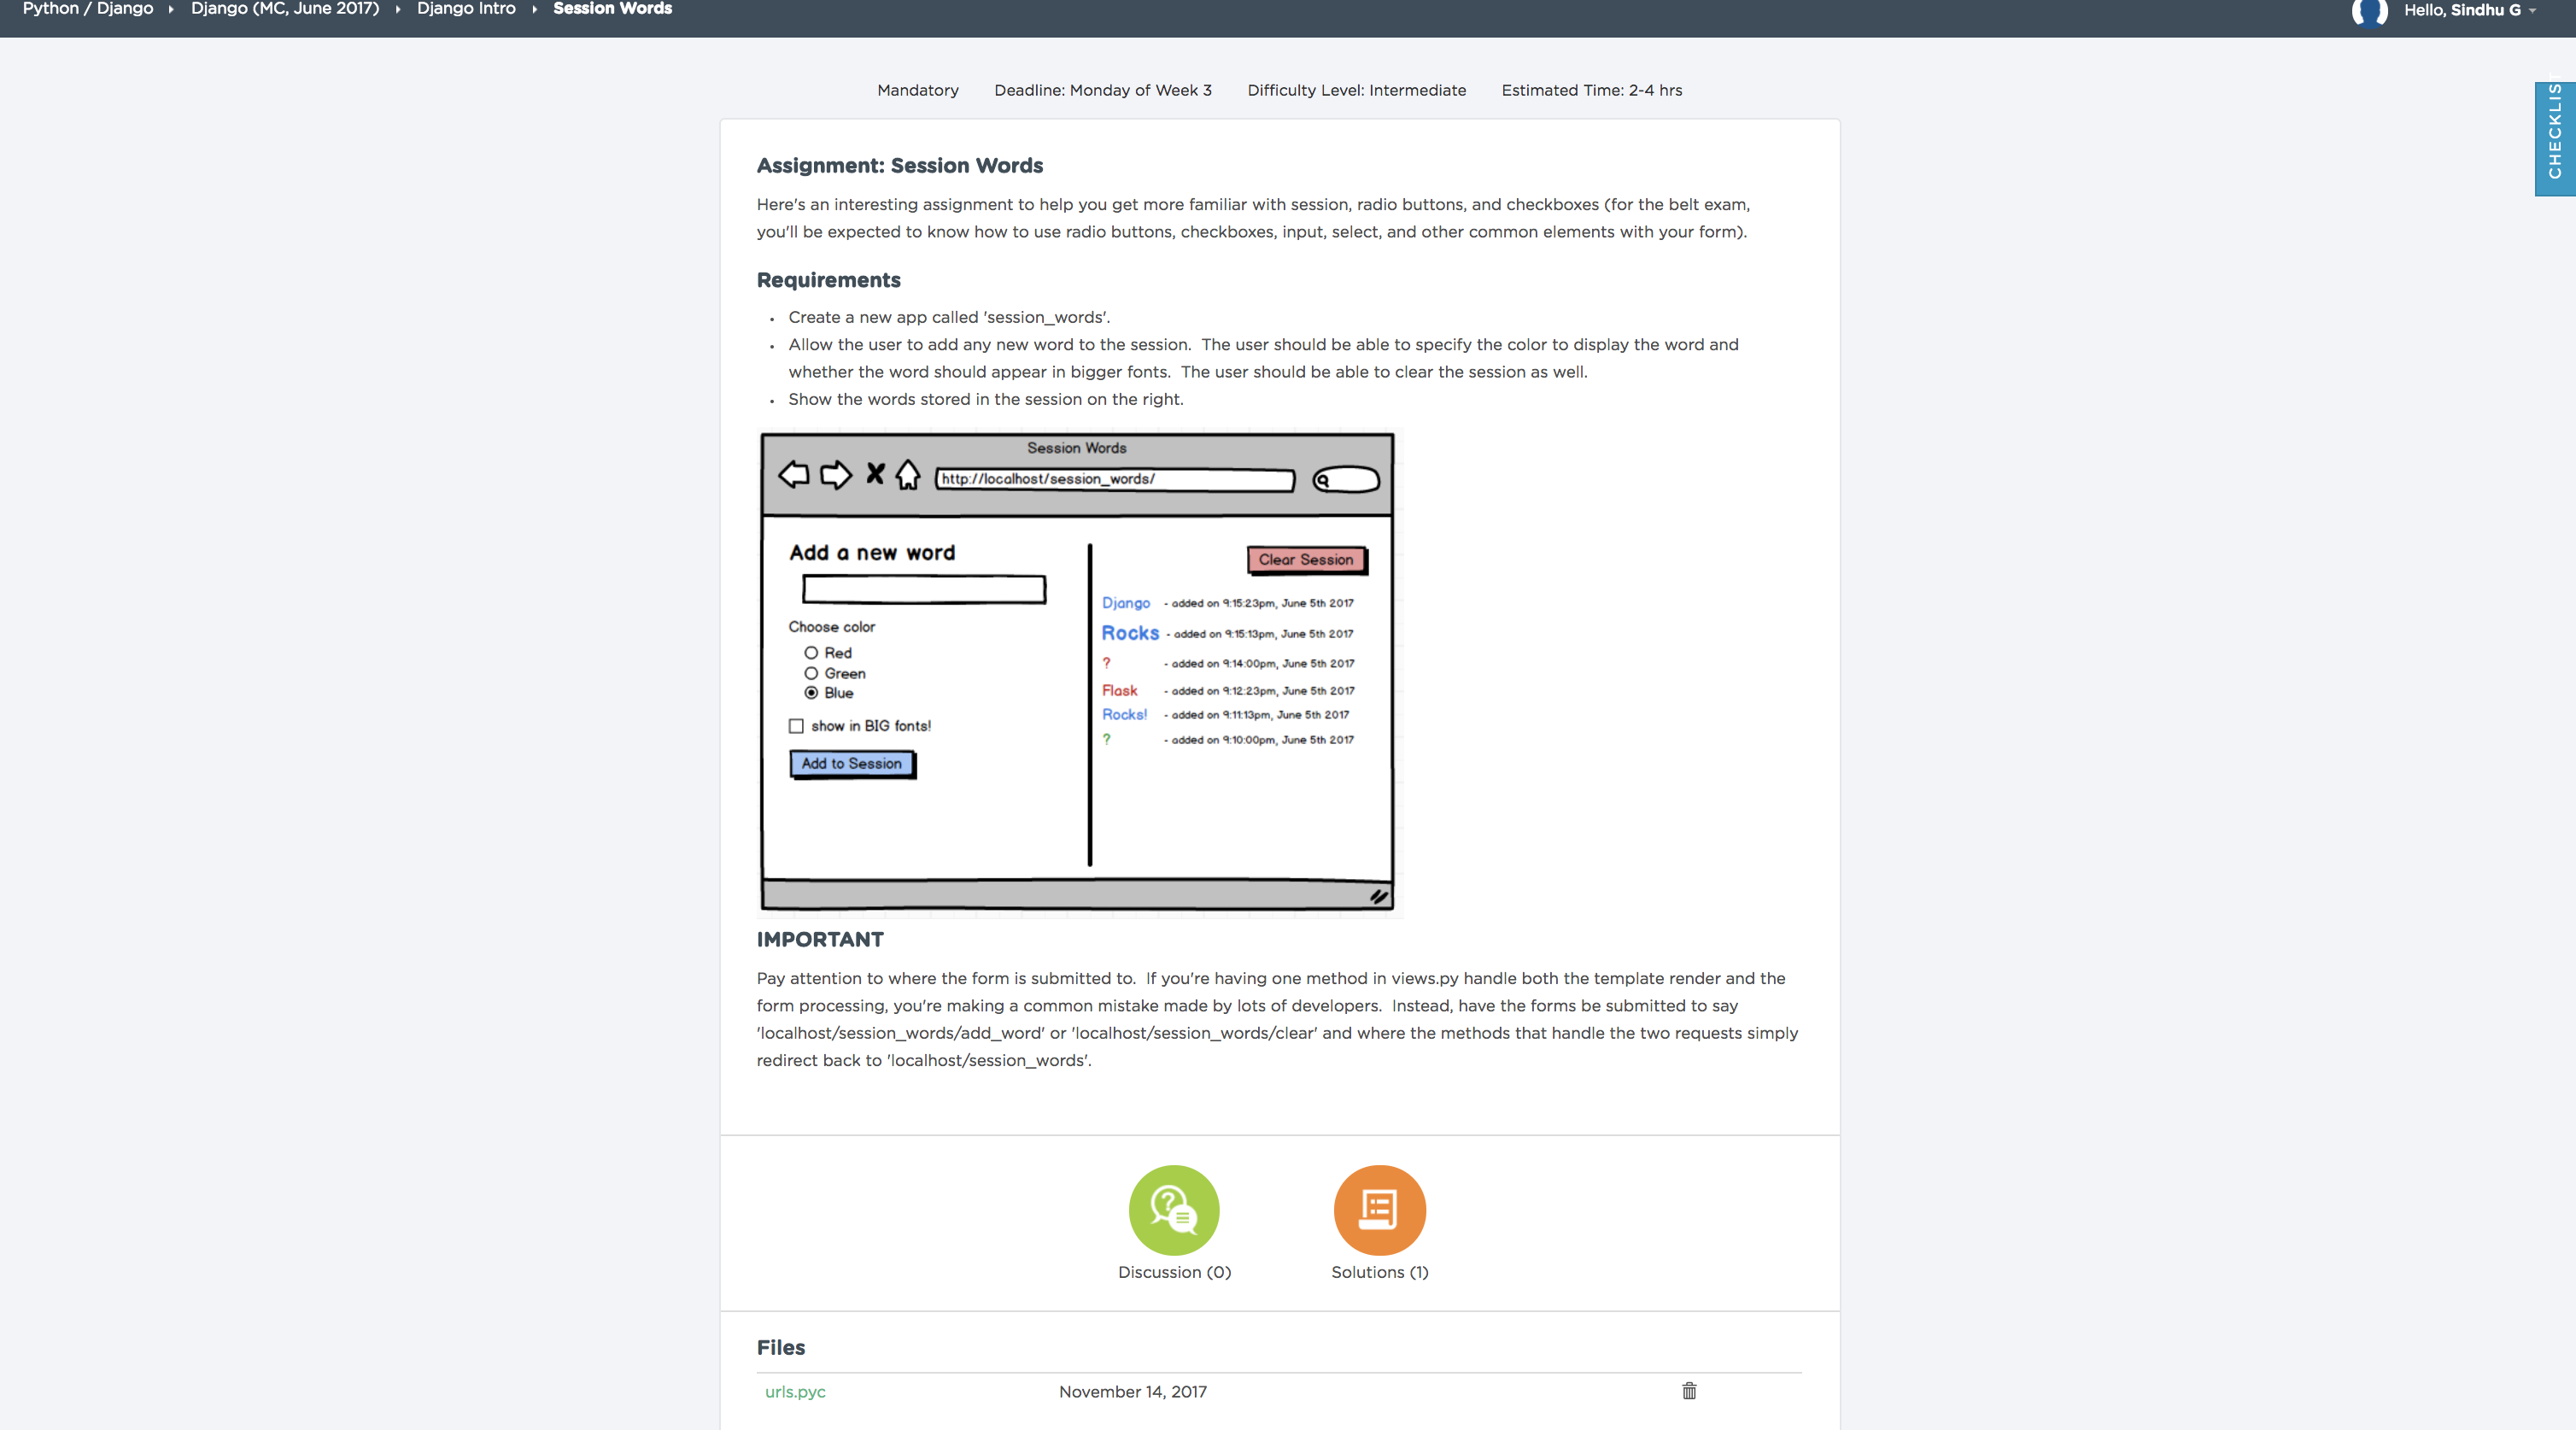 Python / Django ▸ Django (MC, June 2017) ▸ Django Intro ▸ Session Words
Hello, Sindhu G
CHECKLIST
Mandatory Deadline: Monday of Week 3 Difficulty Level: Intermediate Estimated Time: 2-4 hrs
Assignment: Session Words
Here's an interesting assignment to help you get more familiar with session, radio buttons, and checkboxes (for the belt exam,
you'll be expected to know how to use radio buttons, checkboxes, input, select, and other common elements with your form).
Requirements
• Create a new app called 'session_words'.
• Allow the user to add any new word to the session. The user should be able to specify the color to display the word and
whether the word should appear in bigger fonts. The user should be able to clear the session as well.
• Show the words stored in the session on the right.
Session Words
http://localhost/session_words/
Add a new word
Choose color
Red
Green
Blue
show in BIG fonts!
Add to Session
Clear Session
Django - added on 9:15:23pm, June 5th 2017
Rocks - added on 9:15:13pm, June 5th 2017
? - added on 9:14:00pm, June 5th 2017
Flask - added on 9:12:23pm, June 5th 2017
Rocks! - added on 9:11:13pm, June 5th 2017
? - added on 9:10:00pm, June 5th 2017
IMPORTANT
Pay attention to where the form is submitted to. If you're having one method in views.py handle both the template render and the
form processing, you're making a common mistake made by lots of developers. Instead, have the forms be submitted to say
'localhost/session_words/add_word' or 'localhost/session_words/clear' and where the methods that handle the two requests simply
redirect back to 'localhost/session_words'.
Discussion (0)
Solutions (1)
Files
urls.pyc November 14, 2017